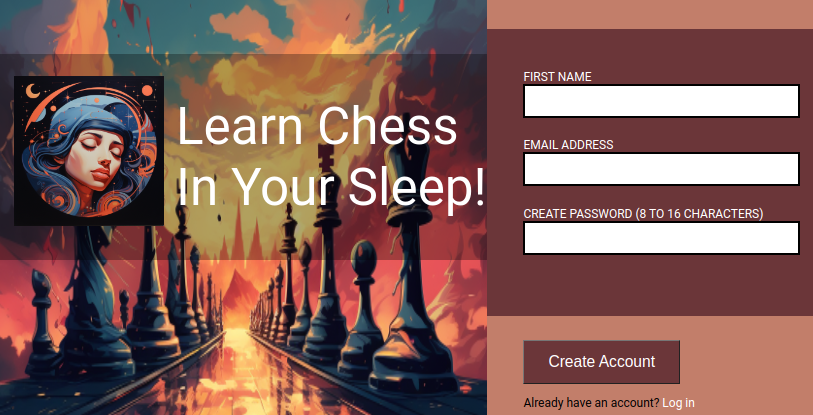 Learn Chess
In Your Sleep!
FIRST NAME
EMAIL ADDRESS
CREATE PASSWORD (8 TO 16 CHARACTERS)
Create Account
Already have an account? Log in